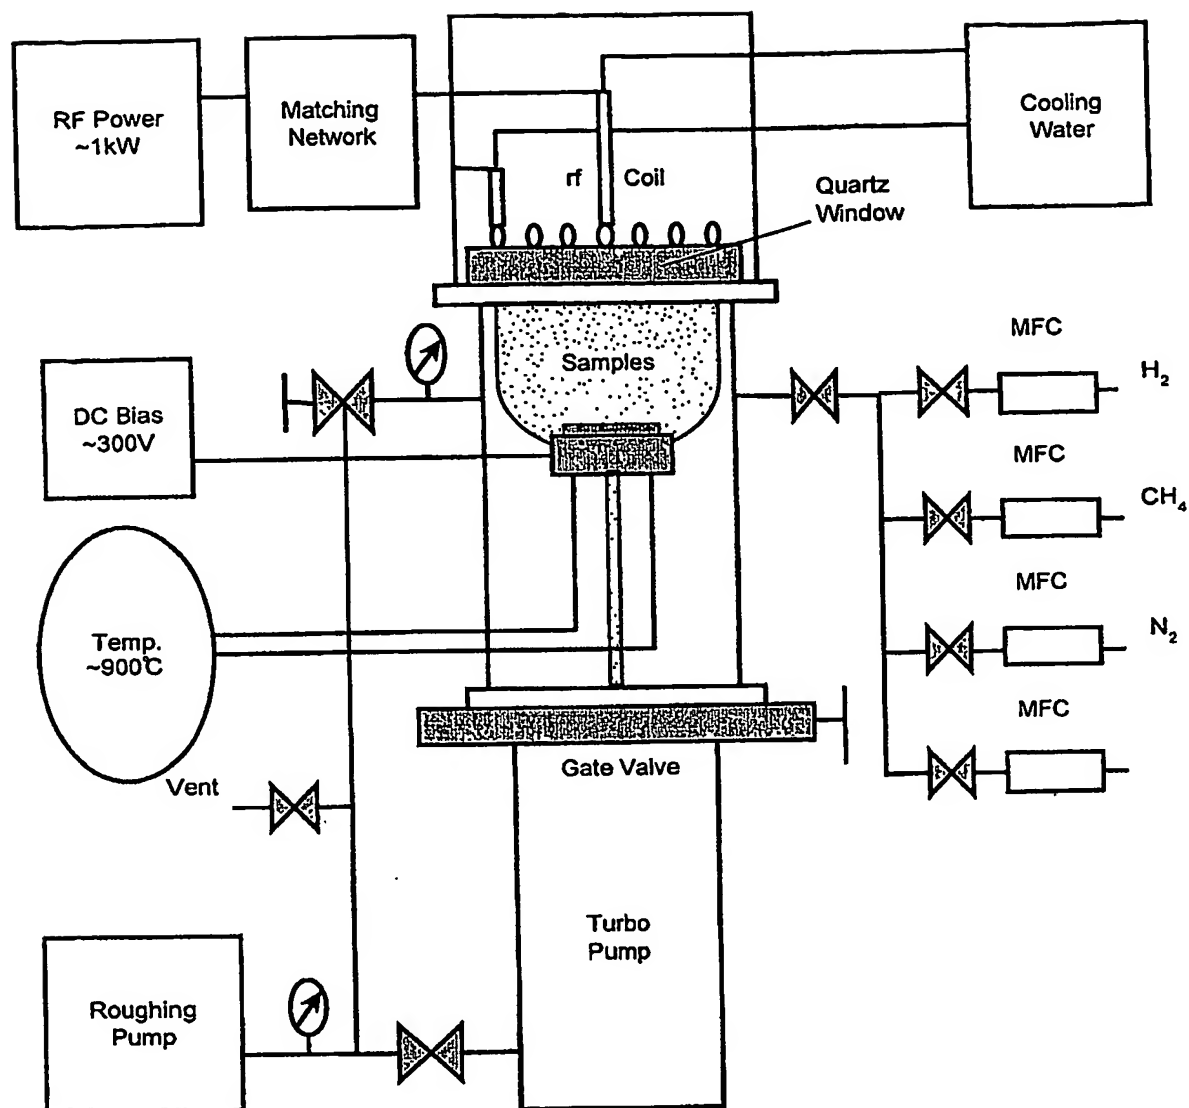 RF Power
~1kW
Matching
Network
Cooling
Water
rf Coil
Quartz
Window
MFC
H₂
Samples
DC Bias
~300V
MFC
CH₄
MFC
N₂
Temp.
~900℃
MFC
Vent
Gate Valve
Turbo
Pump
Roughing
Pump